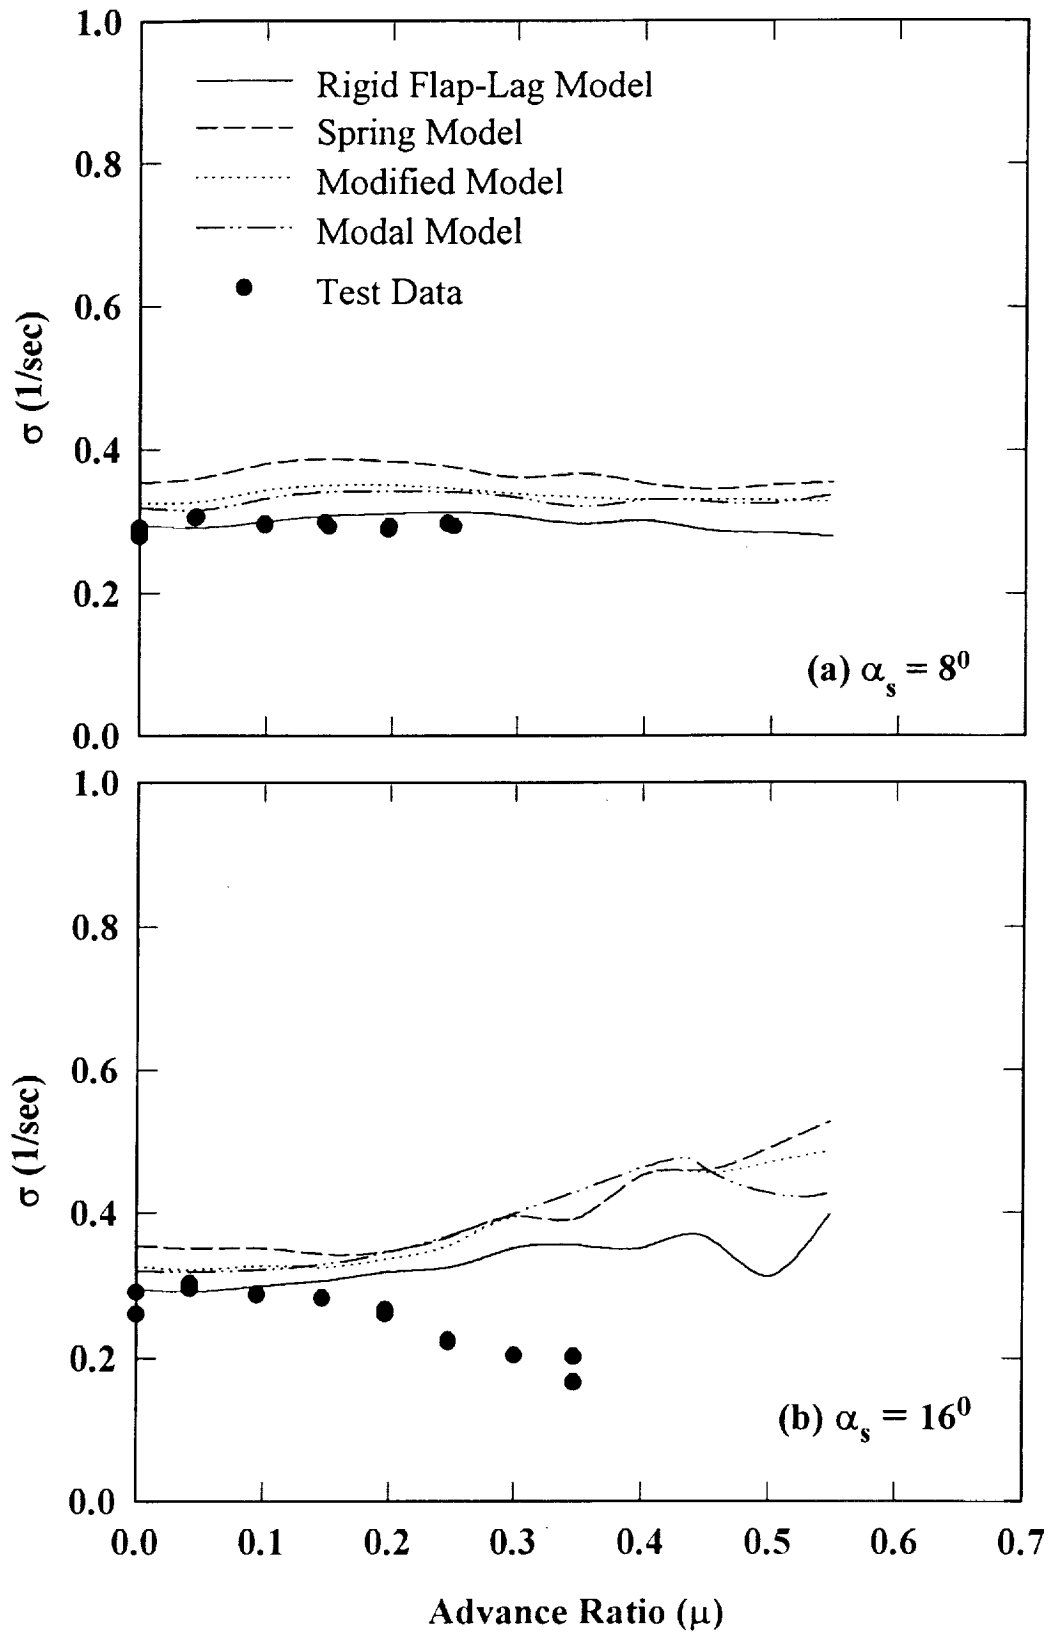 1.0
Rigid Flap-Lag Model
Spring Model
0.8
Modified Model
Modal Model
Test Data
0.6
σ (1/sec)
0.4
0.2
(a) αs = 8⁰
0.0
1.0
0.8
0.6
σ (1/sec)
0.4
0.2
(b) αs = 16⁰
0.0
0.0 0.1 0.2 0.3 0.4 0.5 0.6 0.7
Advance Ratio (μ)